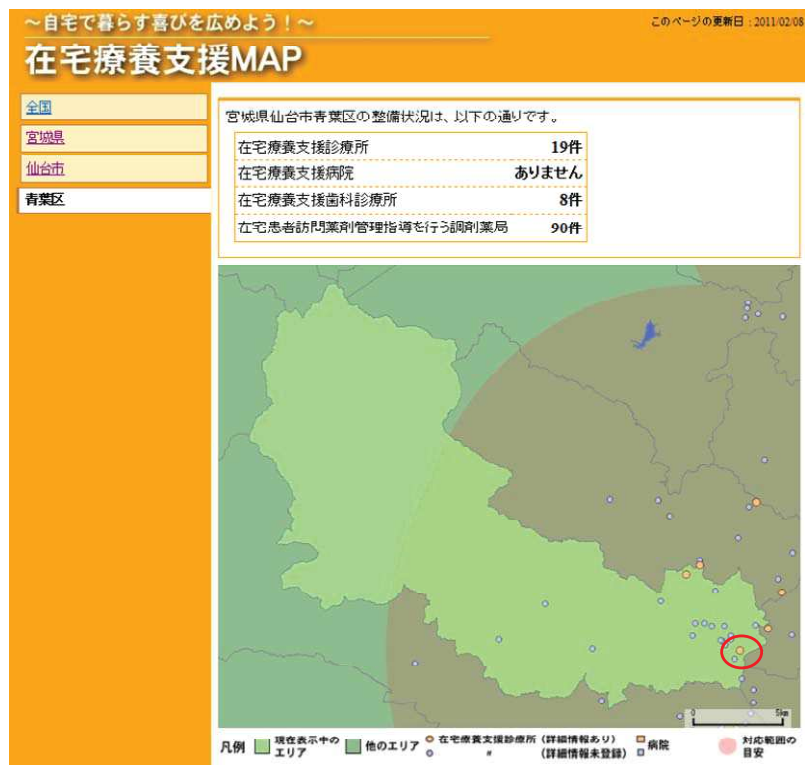 ～自宅で暮らす喜びを広めよう！～
このページの更新日：2011/02/08
在宅療養支援MAP
全国
宮城県
仙台市
青葉区
宮城県仙台市青葉区の整備状況は、以下の通りです。
在宅療養支援診療所 19件
在宅療養支援病院 ありません
在宅療養支援歯科診療所 8件
在宅患者訪問薬剤管理指導を行う調剤薬局 90件
0 5km
凡例 現在表示中のエリア 他のエリア 在宅療養支援診療所（詳細情報あり） 病院 対応範囲の目安
〃 （詳細情報未登録）